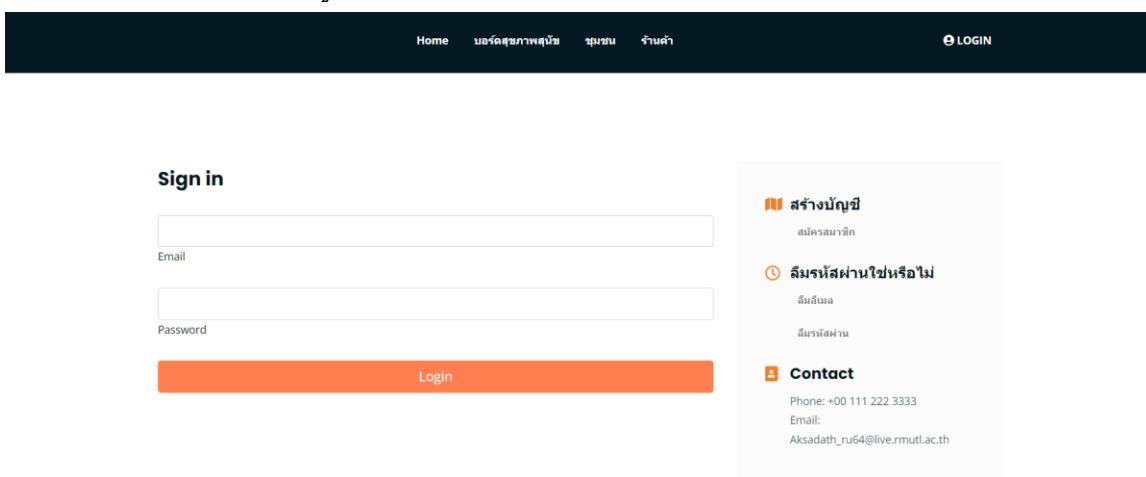 Home บอร์ดสุขภาพสุนัข ชุมชน ร้านค้า LOGIN
Sign in
Email
Password
Login
สร้างบัญชี
สมัครสมาชิก
ลืมรหัสผ่านใช่หรือไม่
ลืมอีเมล
ลืมรหัสผ่าน
Contact
Phone: +00 111 222 3333
Email:
Aksadath_ru64@live.rmutl.ac.th